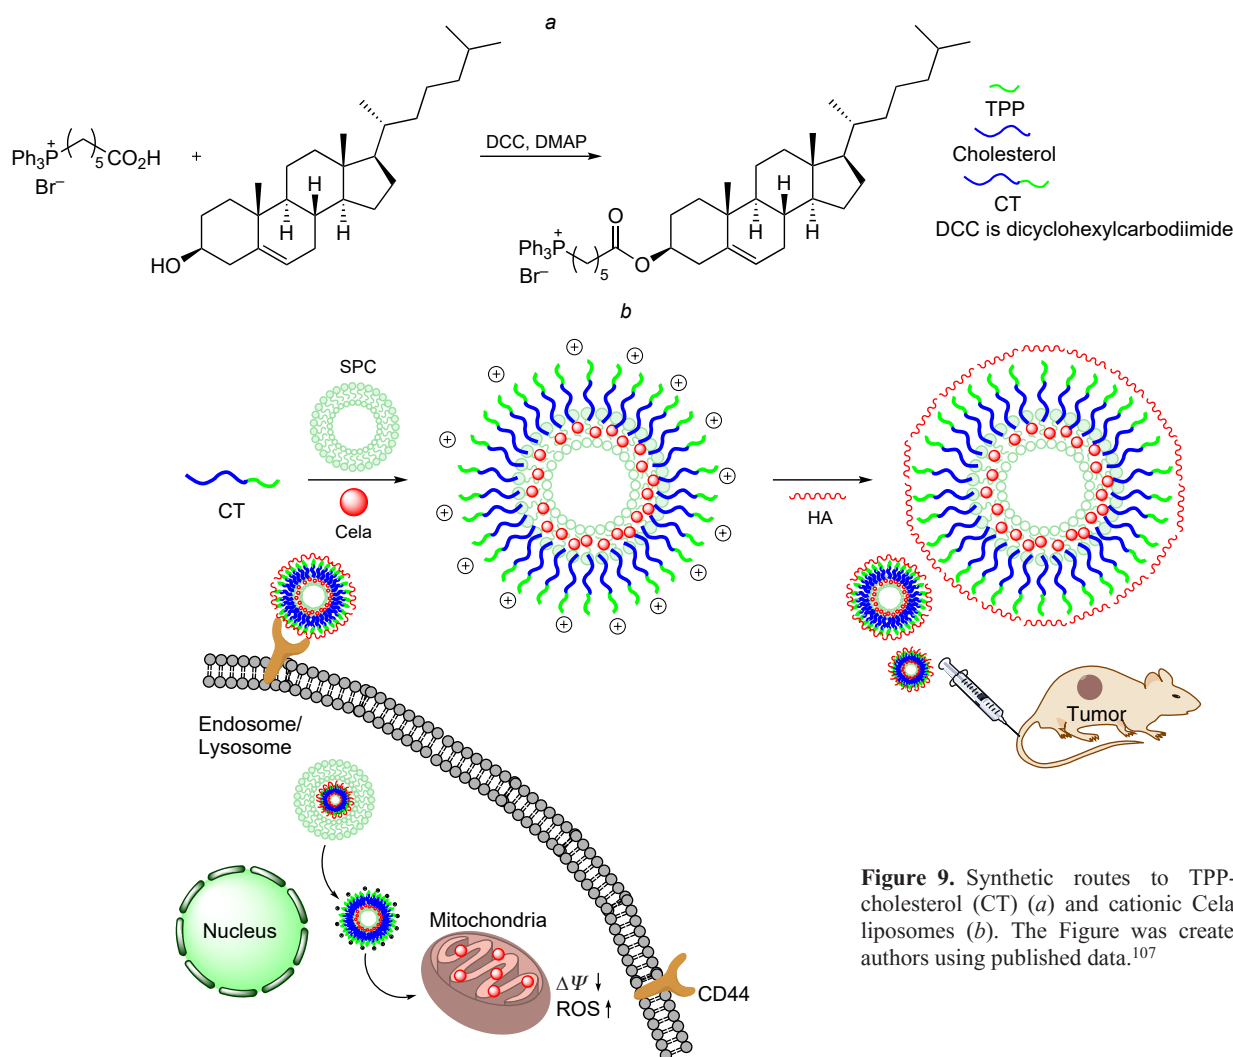 a
Ph3P+ ( )5 CO2H
Br–
+
HO
H
H
H
DCC, DMAP
Ph3P+ ( )5 O
O
Br–
H
H
H
TPP
Cholesterol
CT
DCC is dicyclohexylcarbodiimide
b
SPC
CT
Cela
HA
Endosome/
Lysosome
Tumor
Nucleus
Mitochondria
ΔΨ ↓
ROS ↑
CD44
Figure 9. Synthetic routes to TPP-
cholesterol (CT) (a) and cationic Cela
liposomes (b). The Figure was create
authors using published data.107